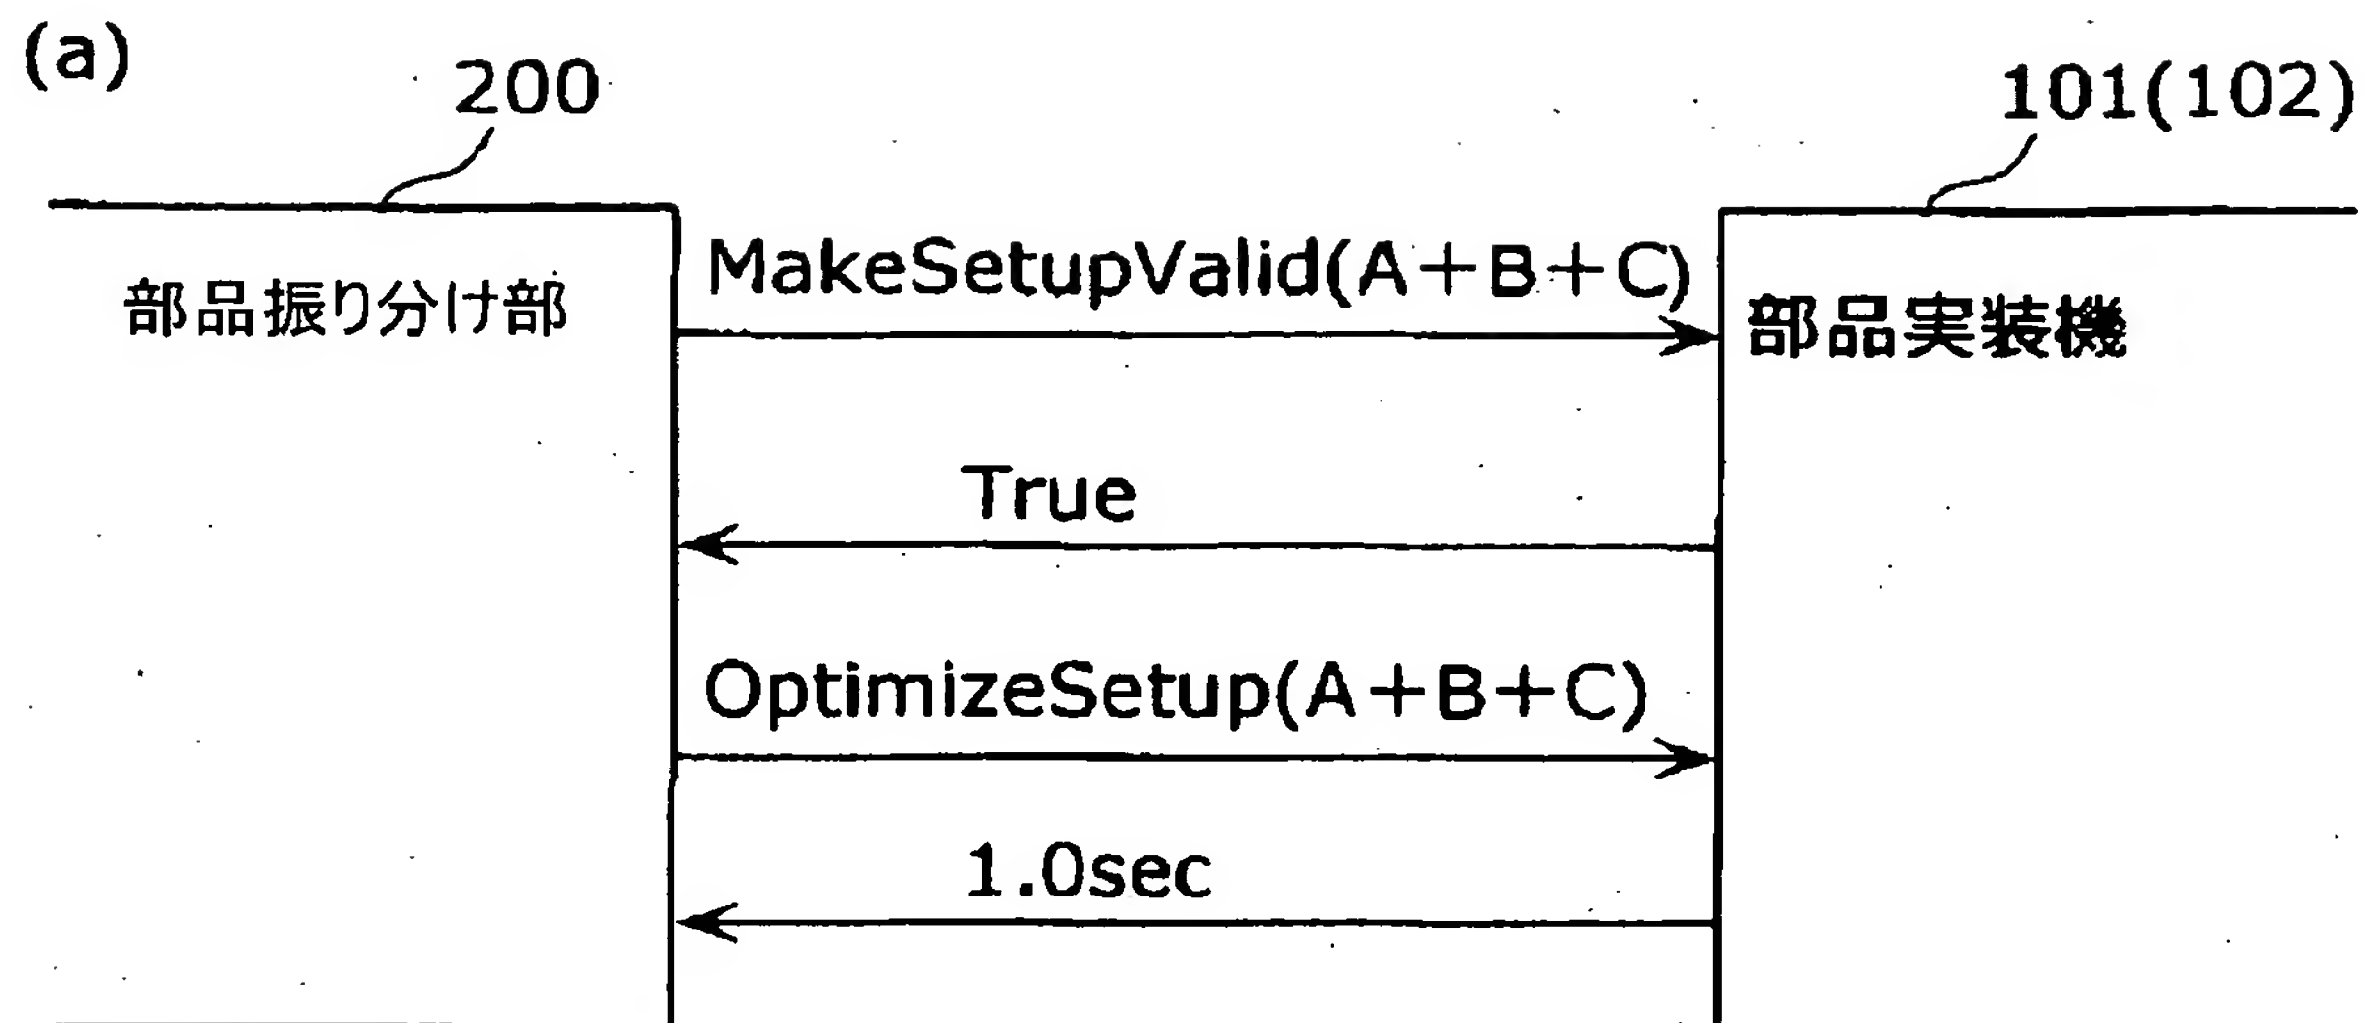 (a)
200
101(102)
MakeSetupValid(A+B+C)
部品振り分け部
部品実装機
True
OptimizeSetup(A+B+C)
1.0sec